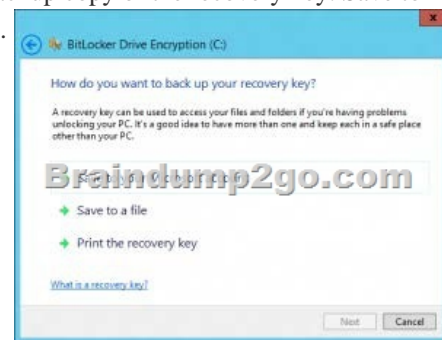 .
BitLocker Drive Encryption (C:)
How do you want to back up your recovery key?
A recovery key can be used to access your files and folders if you're having problems
unlocking your PC. It's a good idea to have more than one and keep each in a safe place
other than your PC.
Braindump2go.com
Save to a file
Print the recovery key
What is a recovery key?
Next Cancel